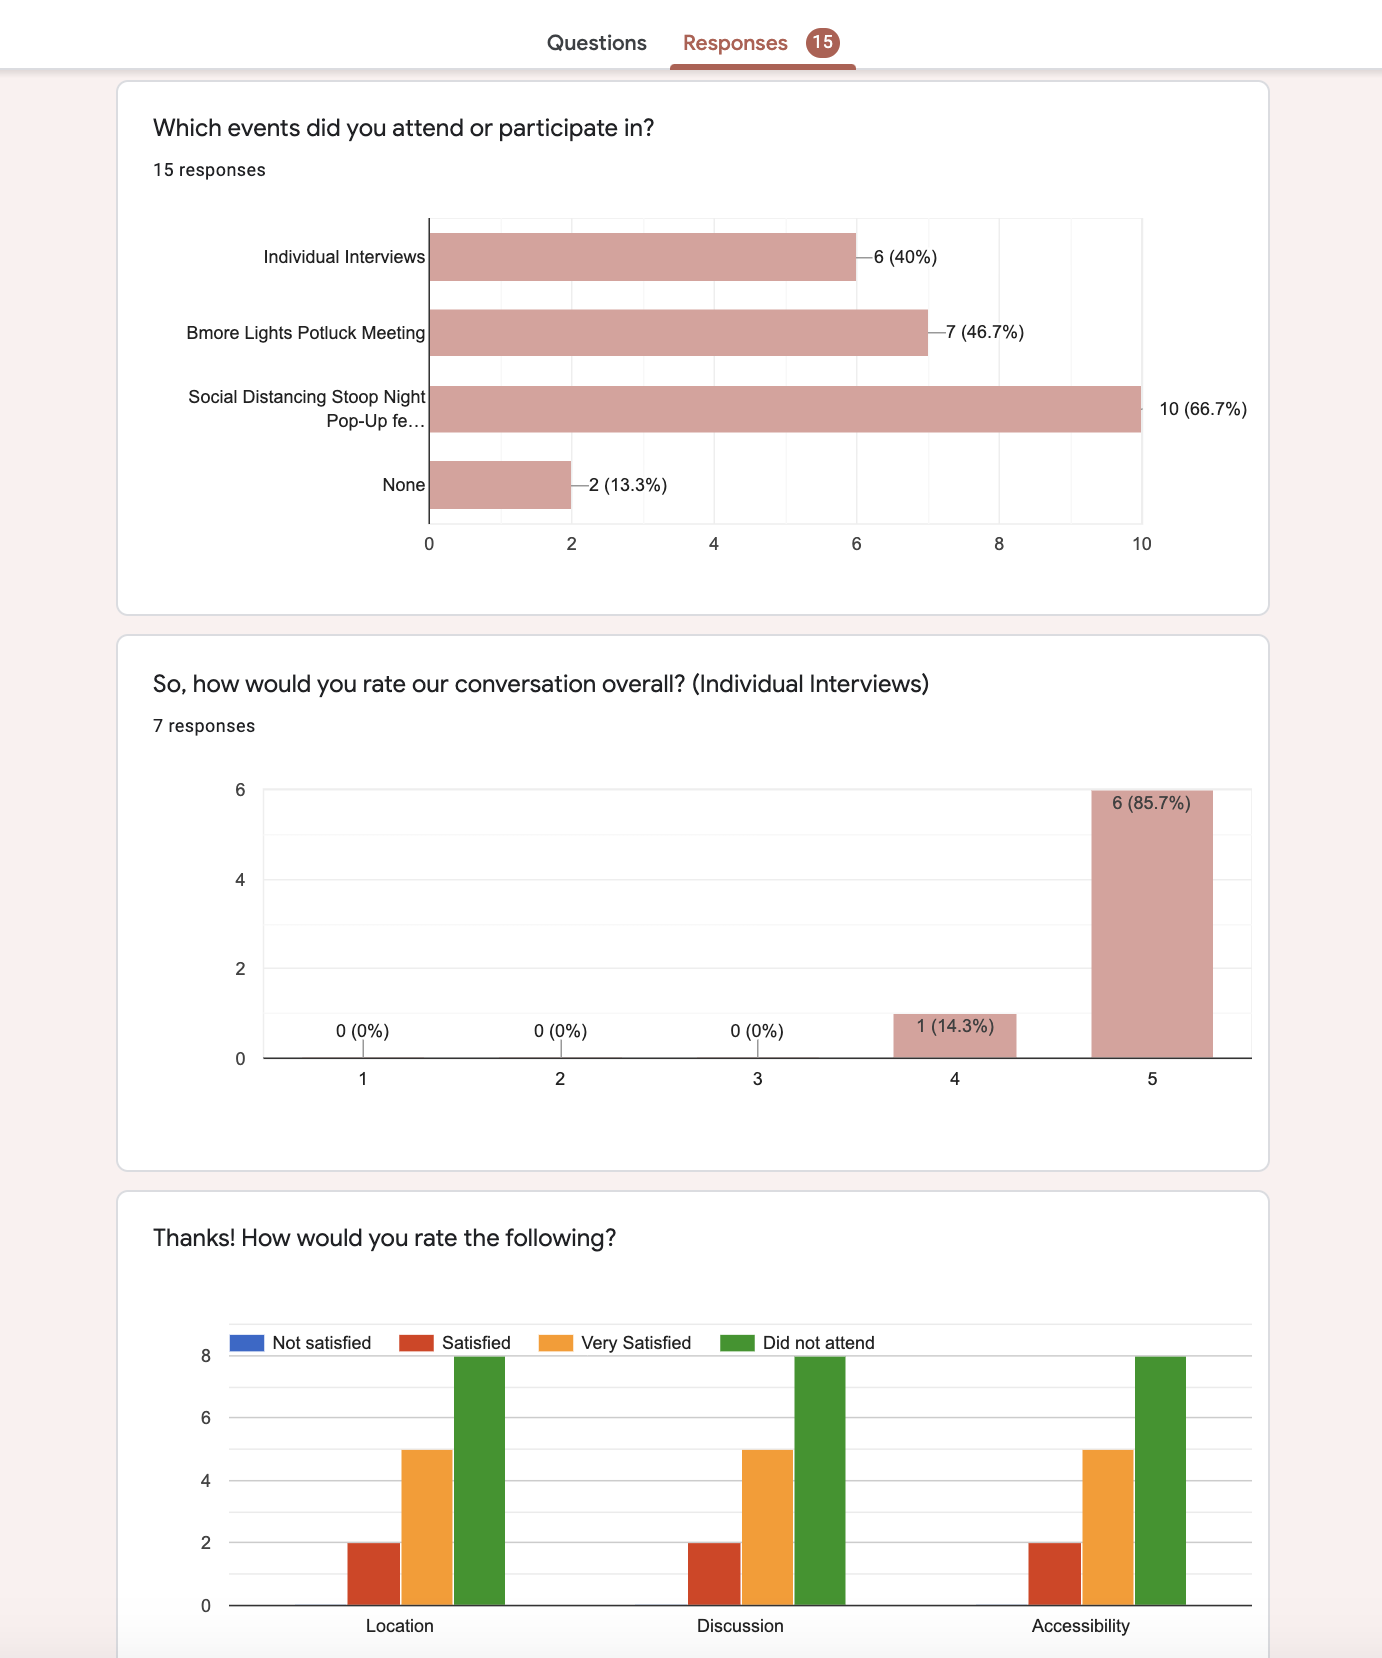 Questions Responses 15
Which events did you attend or participate in?
15 responses
Individual Interviews 6 (40%)
Bmore Lights Potluck Meeting 7 (46.7%)
Social Distancing Stoop Night
Pop-Up fe… 10 (66.7%)
None 2 (13.3%)
0 2 4 6 8 10
So, how would you rate our conversation overall? (Individual Interviews)
7 responses
6
6 (85.7%)
4
2
0 (0%) 0 (0%) 0 (0%) 1 (14.3%)
0
1 2 3 4 5
Thanks! How would you rate the following?
Not satisfied Satisfied Very Satisfied Did not attend
8
6
4
2
0
Location Discussion Accessibility